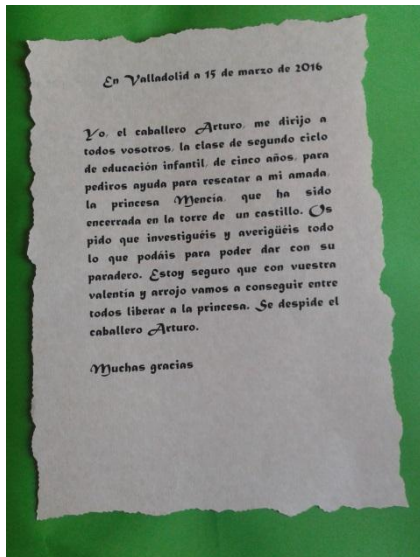 En Valladolid a 15 de marzo de 2016
Yo, el caballero Arturo, me dirijo a
todos vosotros, la clase de segundo ciclo
de educación infantil, de cinco años, para
pediros ayuda para rescatar a mi amada,
la princesa Mencía, que ha sido
encerrada en la torre de un castillo. Os
pido que investiguéis y averigüéis todo
lo que podáis para poder dar con su
paradero. Estoy seguro que con vuestra
valentía y arrojo vamos a conseguir entre
todos liberar a la princesa. Se despide el
caballero Arturo.
Muchas gracias